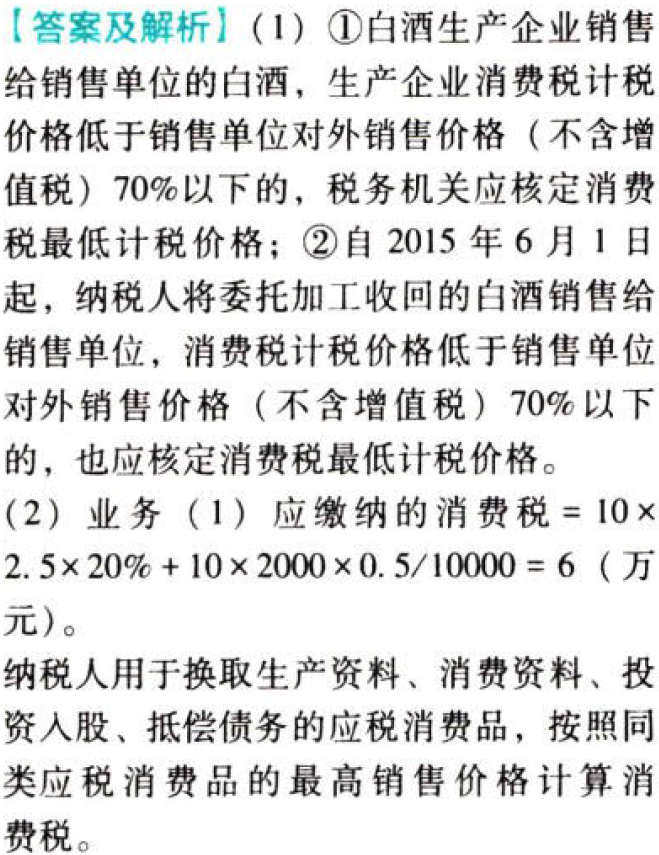 【答案及解析】(1) ①白酒生产企业销售
给销售单位的白酒，生产企业消费税计税
价格低于销售单位对外销售价格（不含增
值税）70%以下的，税务机关应核定消费
税最低计税价格；②自 2015 年 6 月 1 日
起，纳税人将委托加工收回的白酒销售给
销售单位，消费税计税价格低于销售单位
对外销售价格（不含增值税）70%以下
的，也应核定消费税最低计税价格。
(2) 业务（1）应缴纳的消费税 = 10×
2.5×20% + 10×2000×0.5/10000 = 6（万
元）。
纳税人用于换取生产资料、消费资料、投
资入股、抵偿债务的应税消费品，按照同
类应税消费品的最高销售价格计算消
费税。